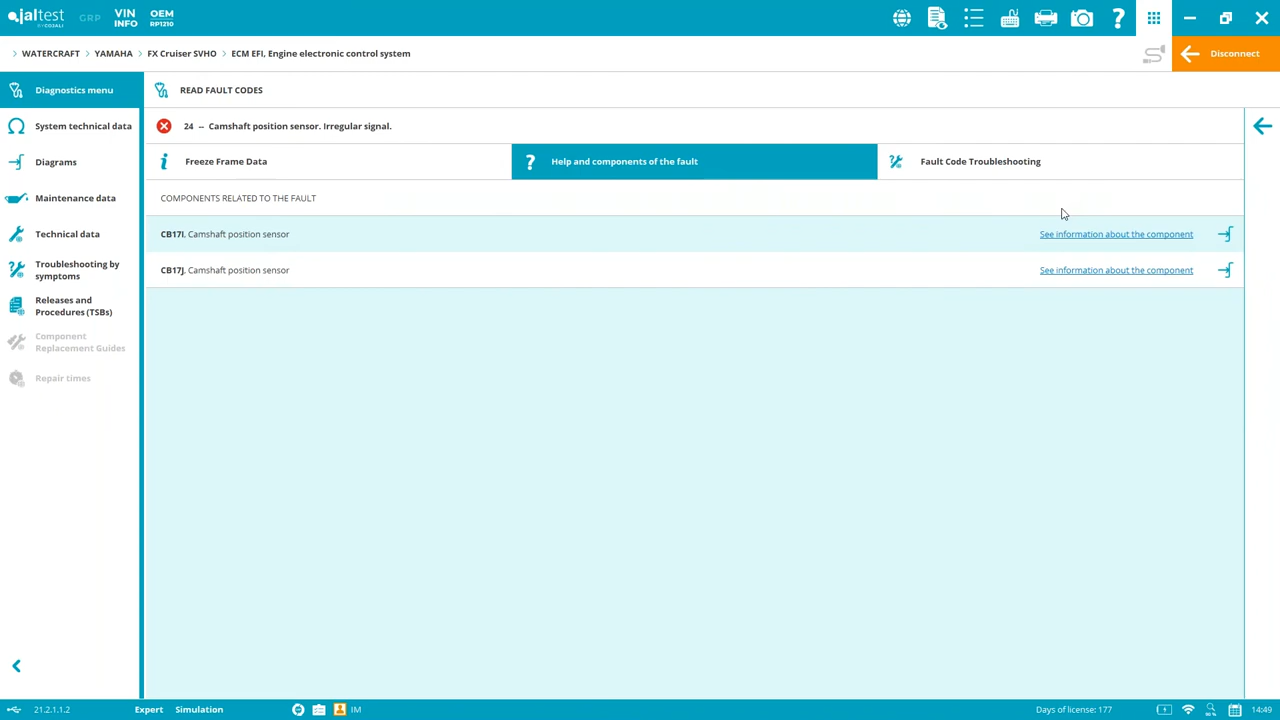 jaltest
BY COJALI
GRP
VIN
INFO
OEM
RP1210
WATERCRAFT
YAMAHA
FX Cruiser SVHO
ECM EFI, Engine electronic control system
Disconnect
Diagnostics menu
READ FAULT CODES
System technical data
24 -- Camshaft position sensor. Irregular signal.
Diagrams
Freeze Frame Data
Help and components of the fault
Fault Code Troubleshooting
Maintenance data
COMPONENTS RELATED TO THE FAULT
Technical data
CB17I. Camshaft position sensor
See information about the component
Troubleshooting by
symptoms
CB17J. Camshaft position sensor
See information about the component
Releases and
Procedures (TSBs)
Component
Replacement Guides
Repair times
21.2.1.1.2
Expert
Simulation
IM
Days of license: 177
14:49